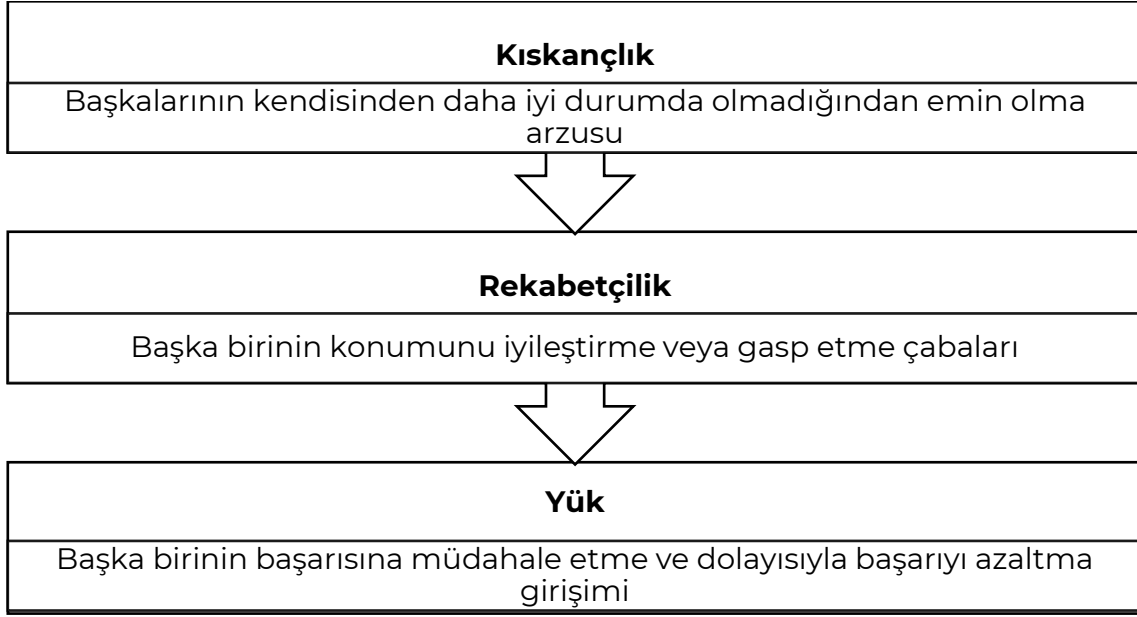 Kıskançlık
Başkalarının kendisinden daha iyi durumda olmadığından emin olma
arzusu
Rekabetçilik
Başka birinin konumunu iyileştirme veya gasp etme çabaları
Yük
Başka birinin başarısına müdahale etme ve dolayısıyla başarıyı azaltma
girişimi